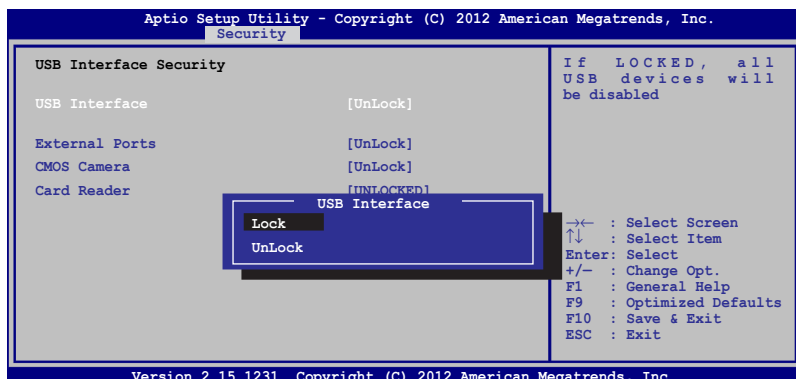 Aptio Setup Utility - Copyright (C) 2012 American Megatrends, Inc.
Security
USB Interface Security
USB Interface [UnLock]
External Ports [UnLock]
CMOS Camera [UnLock]
Card Reader [UNLOCKED]
USB Interface
Lock
UnLock
If LOCKED, all
USB devices will
be disabled
→← : Select Screen
↑↓ : Select Item
Enter: Select
+/— : Change Opt.
F1 : General Help
F9 : Optimized Defaults
F10 : Save & Exit
ESC : Exit
Version 2.15.1231. Copyright (C) 2012 American Megatrends, Inc.